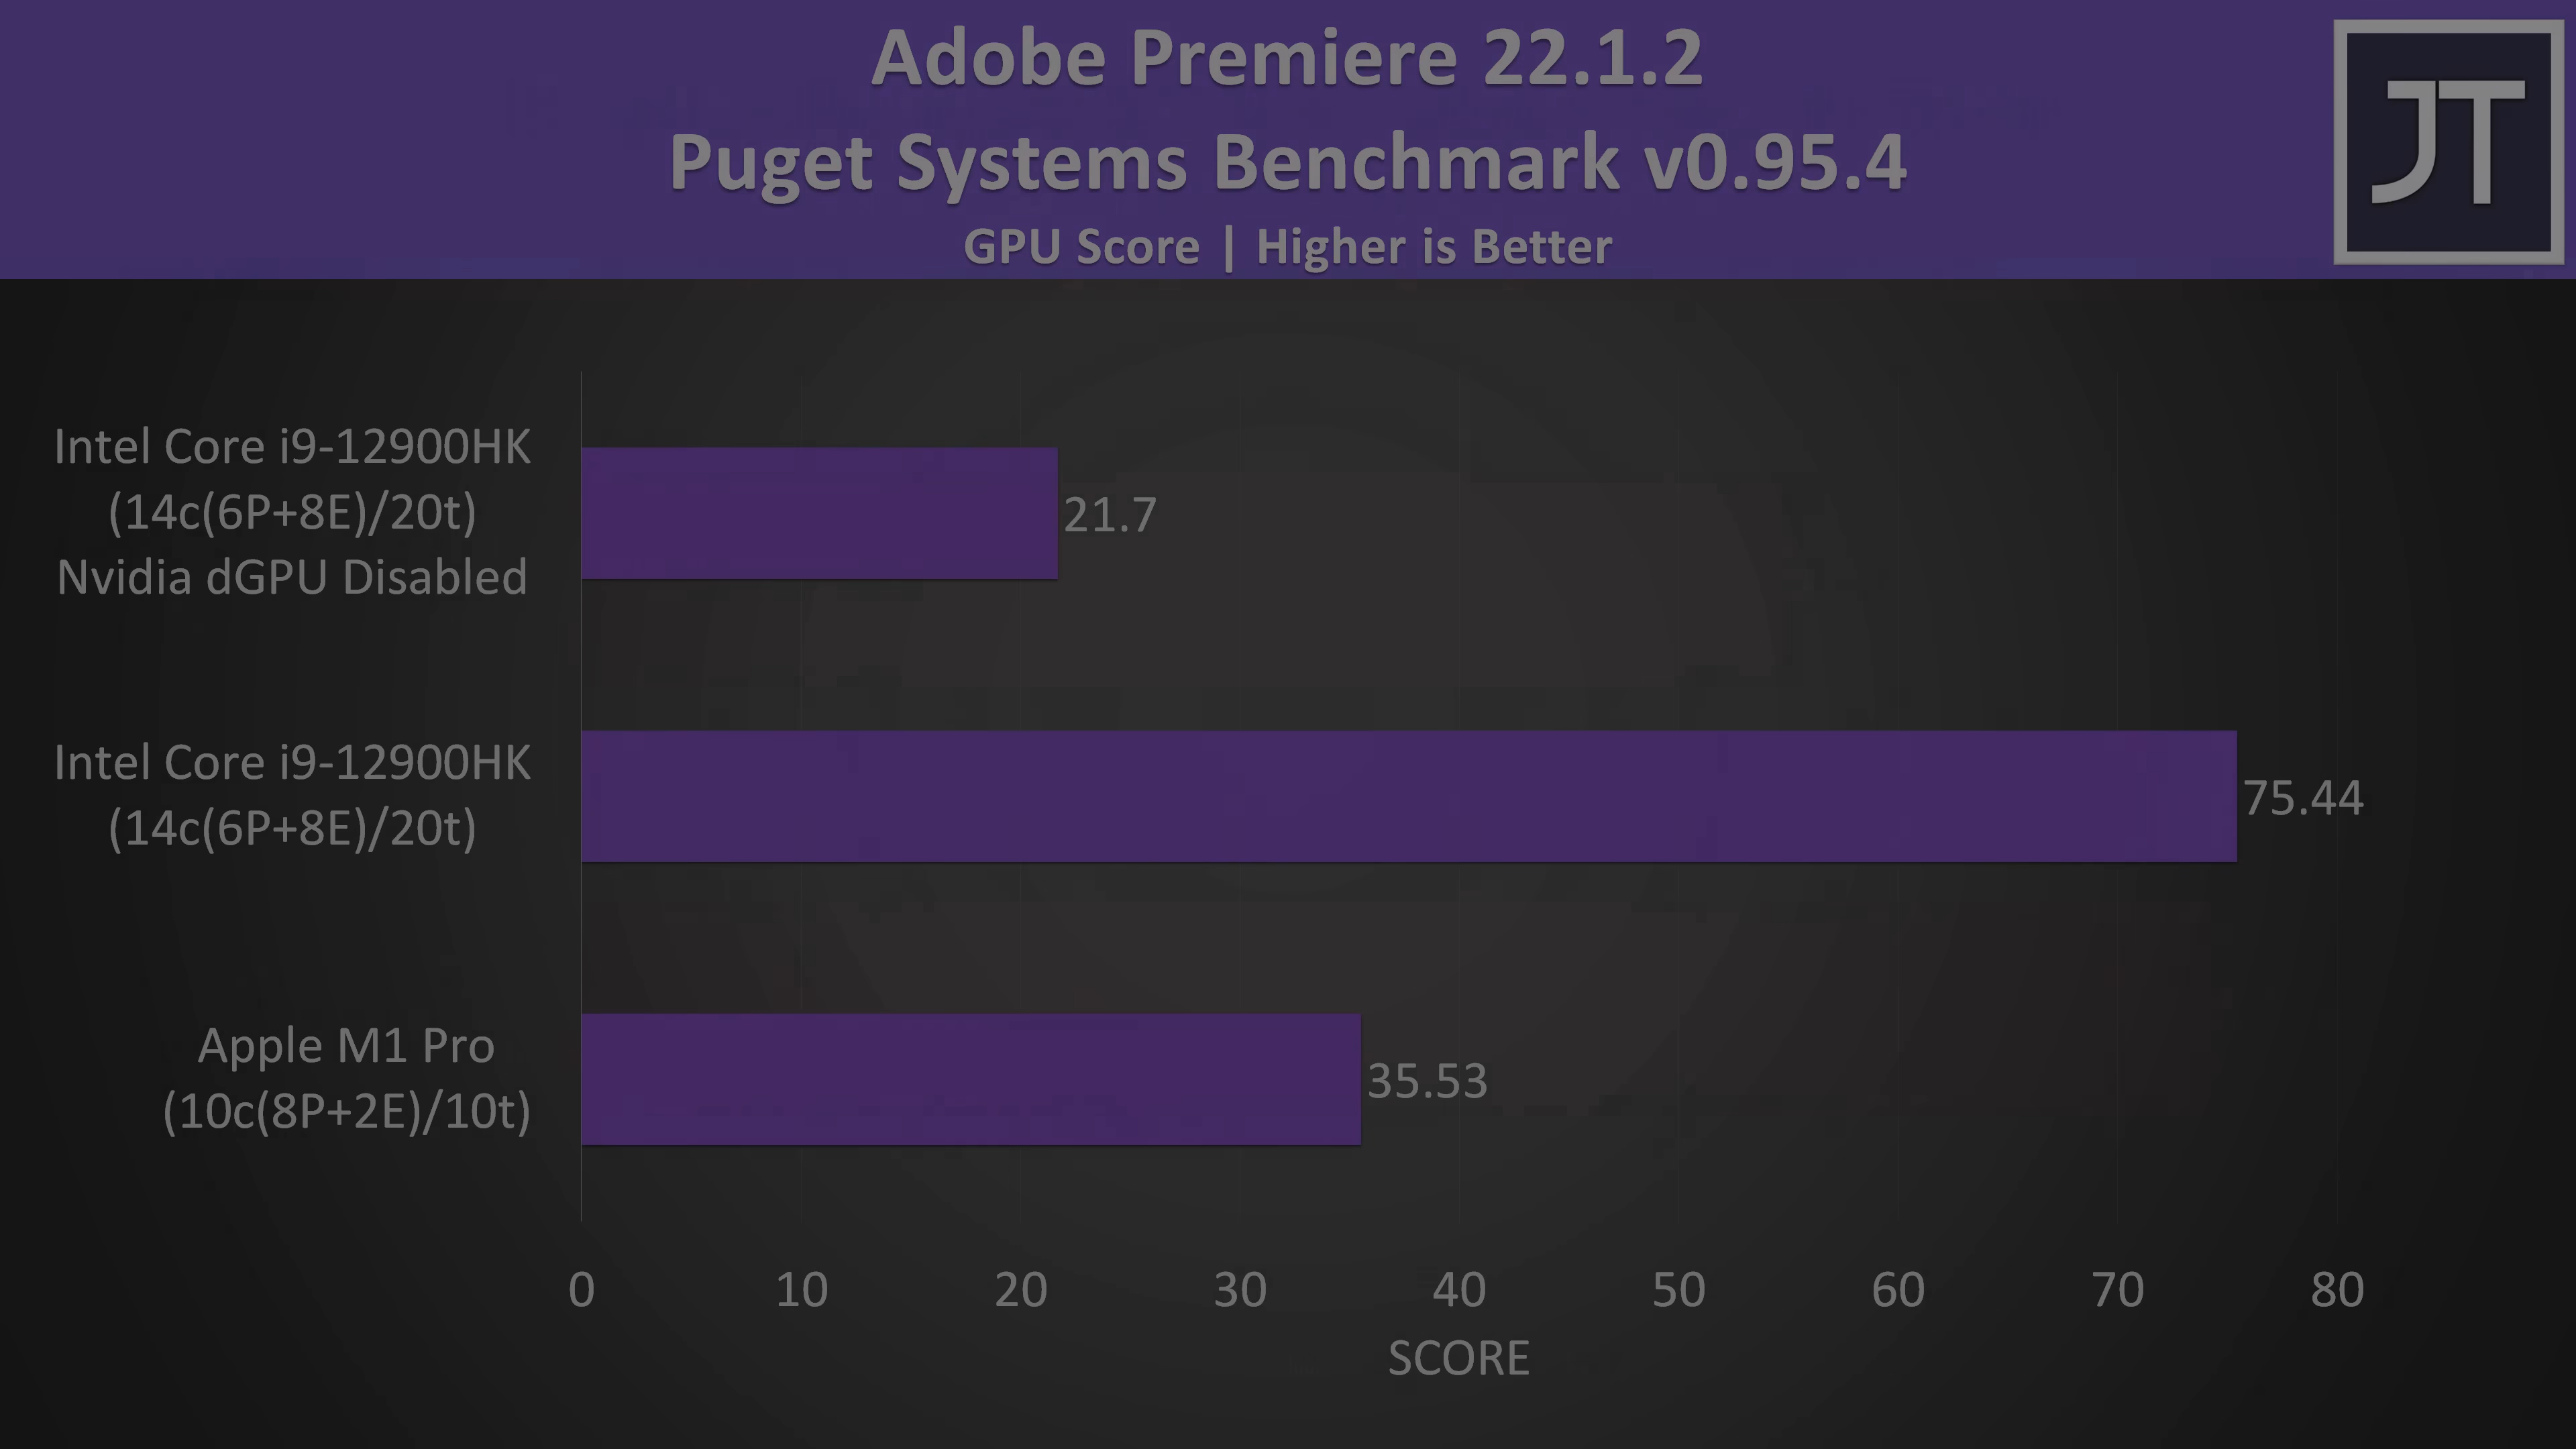 Adobe Premiere 22.1.2
Puget Systems Benchmark v0.95.4
GPU Score | Higher is Better
JT
Intel Core i9-12900HK
(14c(6P+8E)/20t)
Nvidia dGPU Disabled
21.7
Intel Core i9-12900HK
(14c(6P+8E)/20t)
75.44
Apple M1 Pro
(10c(8P+2E)/10t)
35.53
0 10 20 30 40 50 60 70 80
SCORE